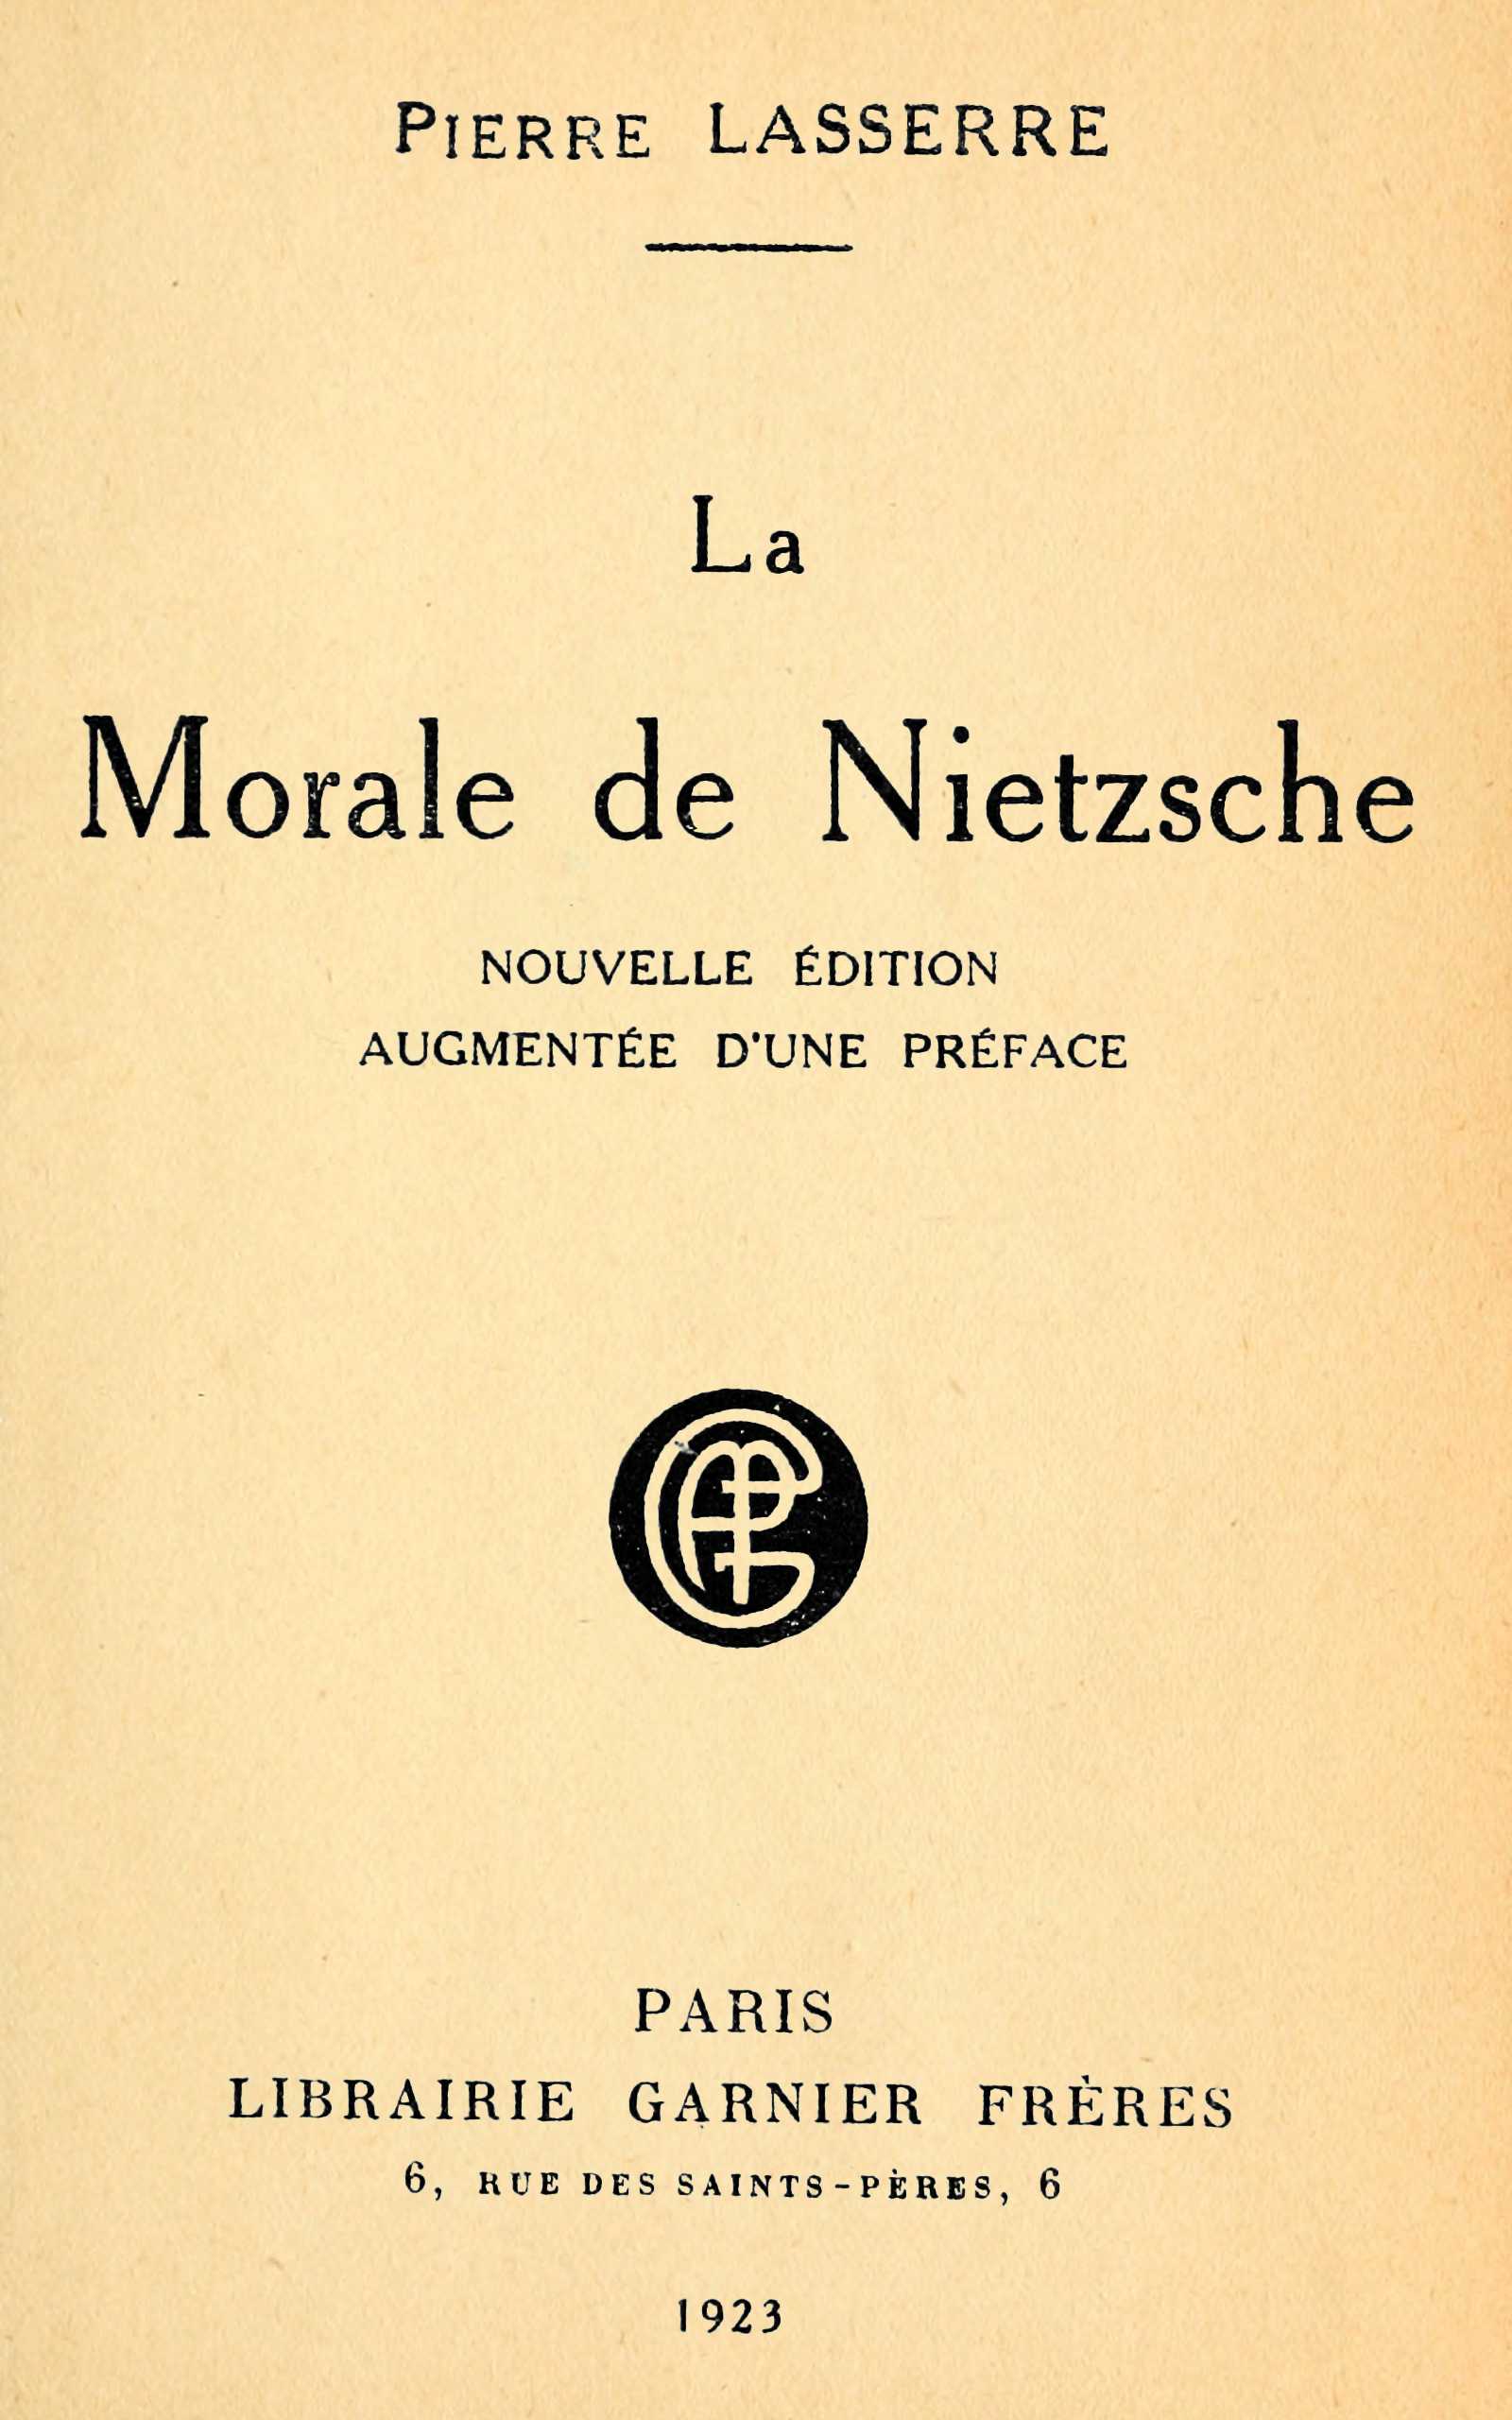 PIERRE LASSERRE
La
Morale de Nietzsche
NOUVELLE ÉDITION
AUGMENTÉE D'UNE PRÉFACE
PARIS
LIBRAIRIE GARNIER FRÈRES
6, RUE DES SAINTS-PÈRES, 6
1923